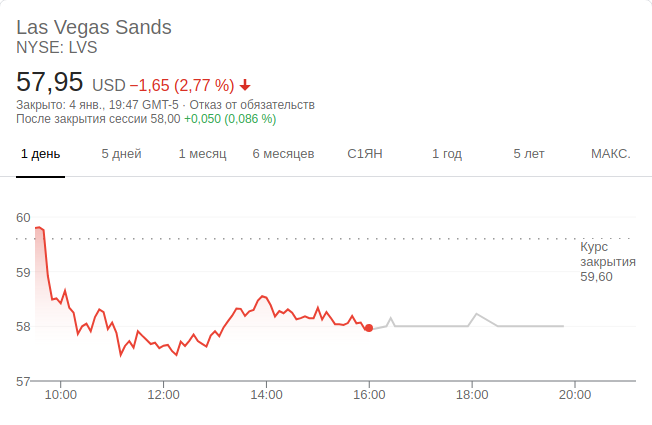 Las Vegas Sands
NYSE: LVS
57,95 USD −1,65 (2,77 %)
Закрыто: 4 янв., 19:47 GMT-5 · Отказ от обязательств
После закрытия сессии 58,00 +0,050 (0,086 %)
1 день 5 дней 1 месяц 6 месяцев С1ЯН 1 год 5 лет МАКС.
60
Курс
закрытия
59,60
59
58
57
10:00 12:00 14:00 16:00 18:00 20:00